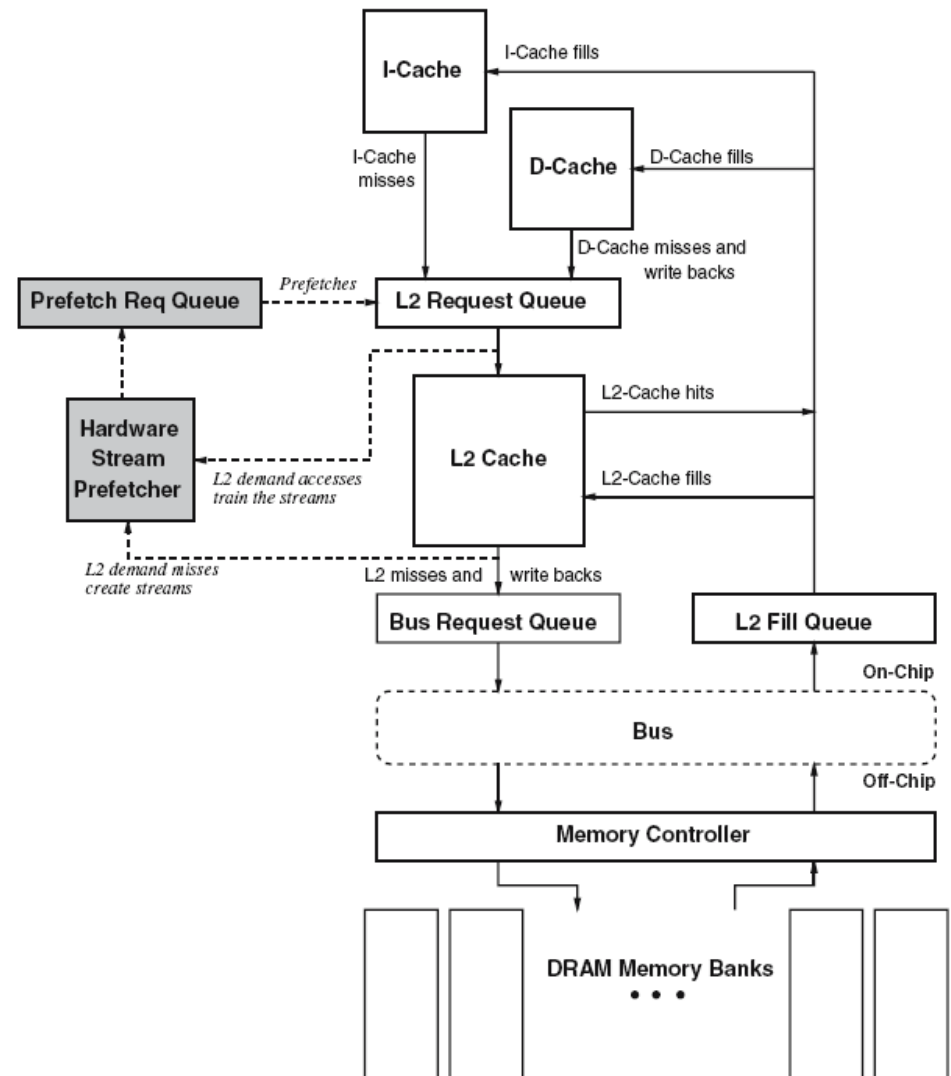 I-Cache fills
I-Cache
I-Cache
misses
D-Cache
D-Cache fills
D-Cache misses and
write backs
Prefetch Req Queue
Prefetches
L2 Request Queue
Hardware
Stream
Prefetcher
L2 demand accesses
train the streams
L2 Cache
L2-Cache hits
L2-Cache fills
L2 demand misses
create streams
L2 misses and write backs
Bus Request Queue
L2 Fill Queue
On-Chip
Bus
Off-Chip
Memory Controller
DRAM Memory Banks
• • •